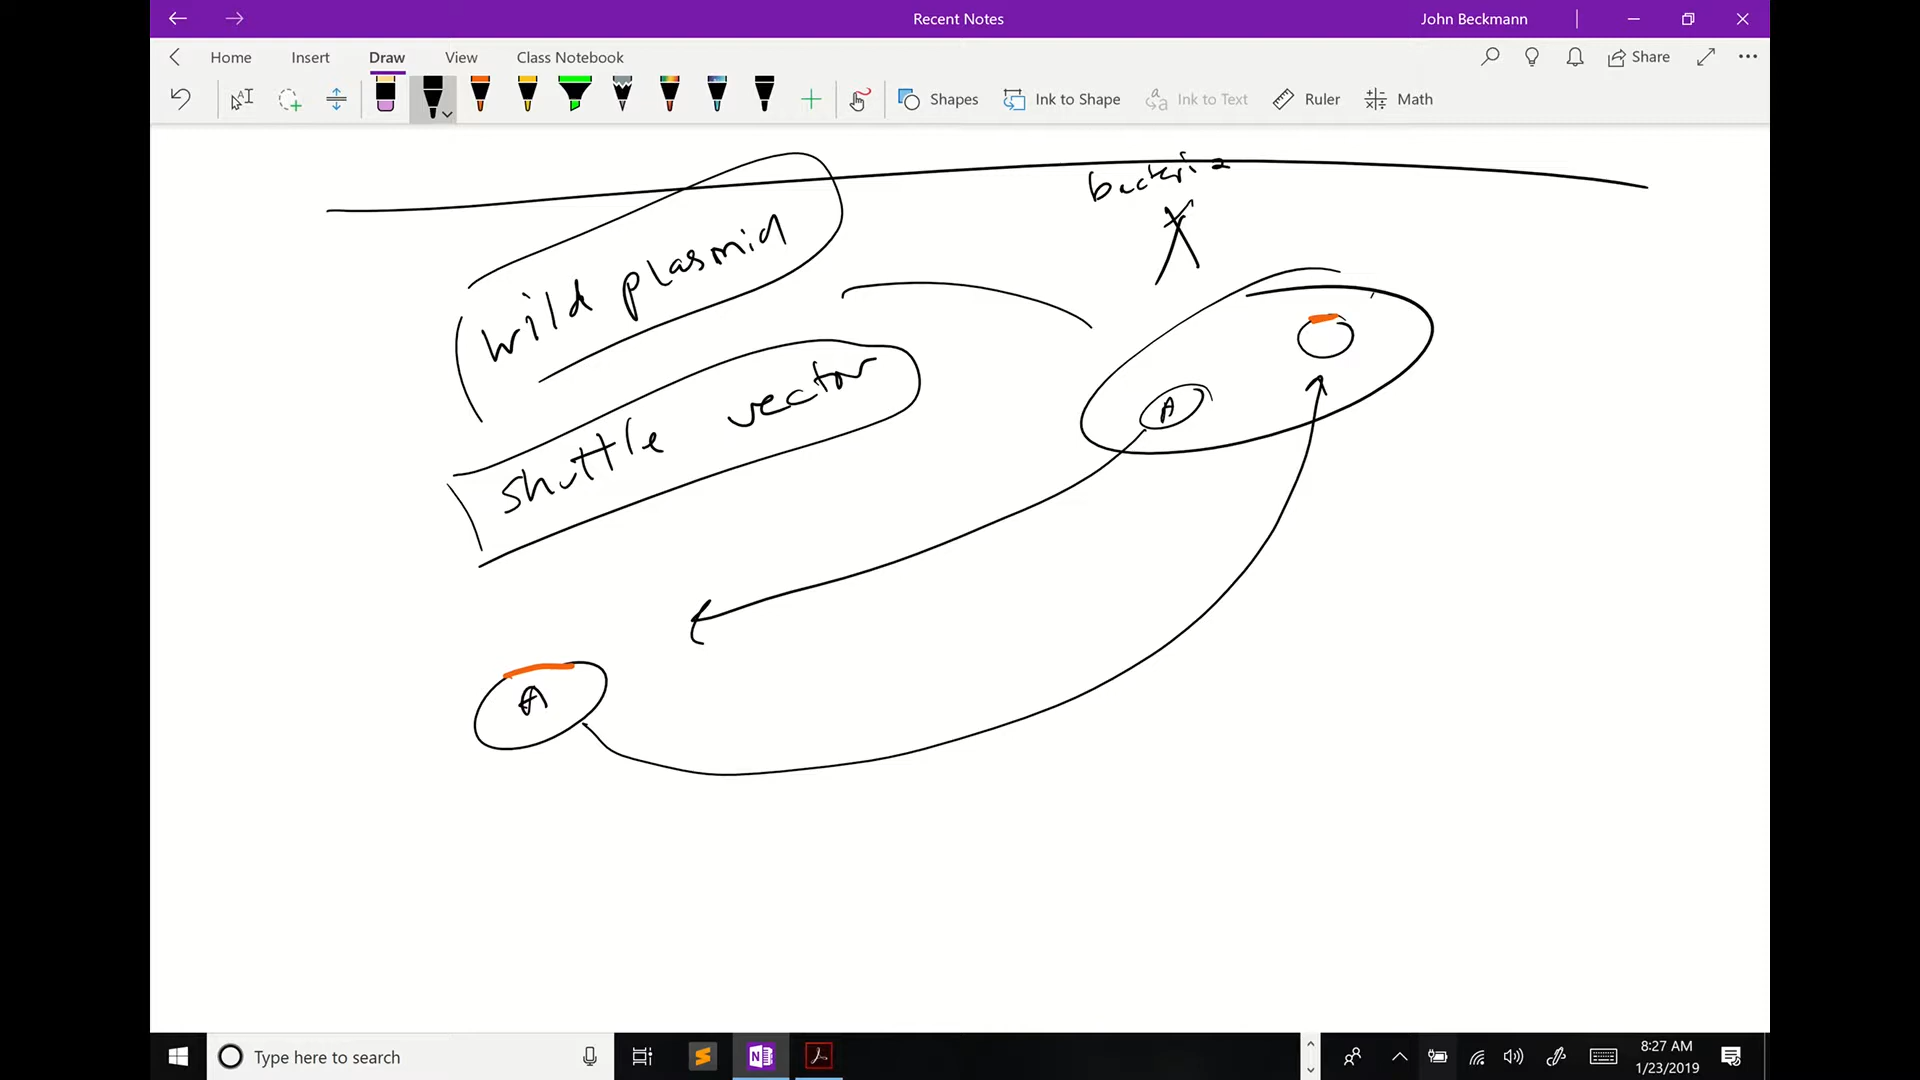 Recent Notes
John Beckmann
Home Insert Draw View Class Notebook
Share
Shapes Ink to Shape Ink to Text Ruler Math
bacteria
X
wild plasmid
shuttle vector
A
A
Type here to search
8:27 AM
1/23/2019